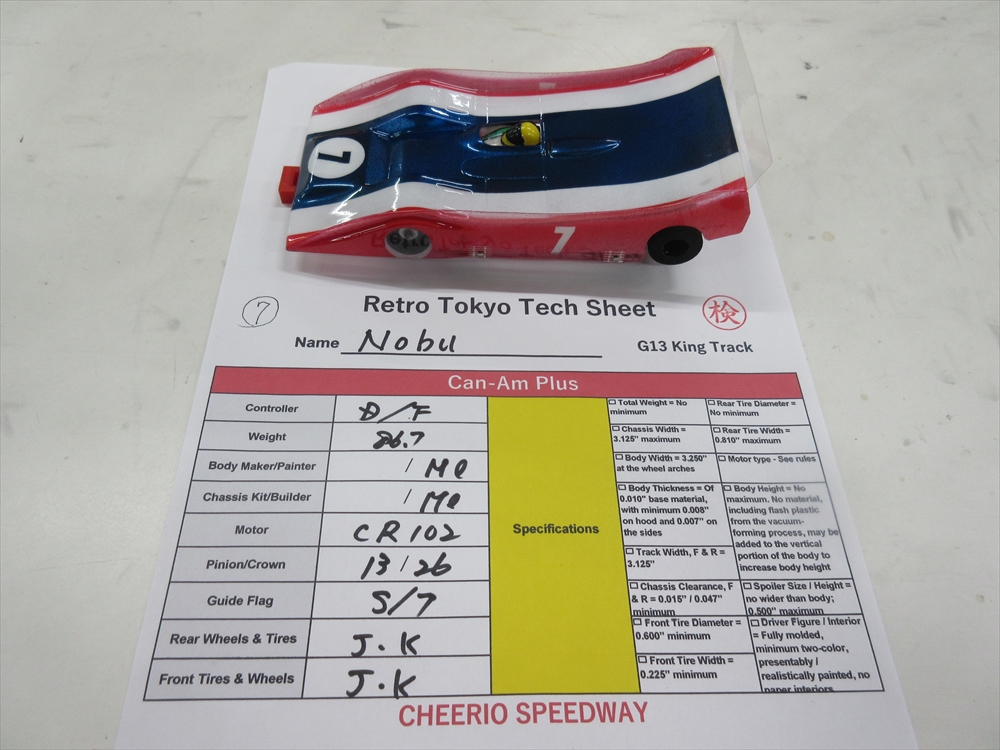 7
7
7
Retro Tokyo Tech Sheet
検
Name Nobu
G13 King Track
Can-Am Plus
Controller D/F
Weight 86.7
Body Maker/Painter / Me
Chassis Kit/Builder / Me
Motor CR102
Pinion/Crown 13/26
Guide Flag S/7
Rear Wheels & Tires J.K
Front Tires & Wheels J.K
Specifications
Total Weight = No
minimum
Chassis Width =
3.125" maximum
Body Width = 3.250"
at the wheel arches
Body Thickness = Of
0.010" base material,
with minimum 0.008"
on hood and 0.007" on
the sides
Track Width, F & R =
3.125"
Chassis Clearance, F
& R = 0.015" / 0.047"
minimum
Front Tire Diameter =
0.600" minimum
Front Tire Width =
0.225" minimum
Rear Tire Diameter =
No minimum
Rear Tire Width =
0.810" maximum
Motor type - See rules
Body Height = No
maximum. No material,
including flash plastic
from the vacuum-
forming process, may be
added to the vertical
portion of the body to
increase body height
Spoiler Size / Height =
no wider than body;
0.500" maximum
Driver Figure / Interior
= Fully molded,
minimum two-color,
presentably /
realistically painted, no
paper interiors
CHEERIO SPEEDWAY